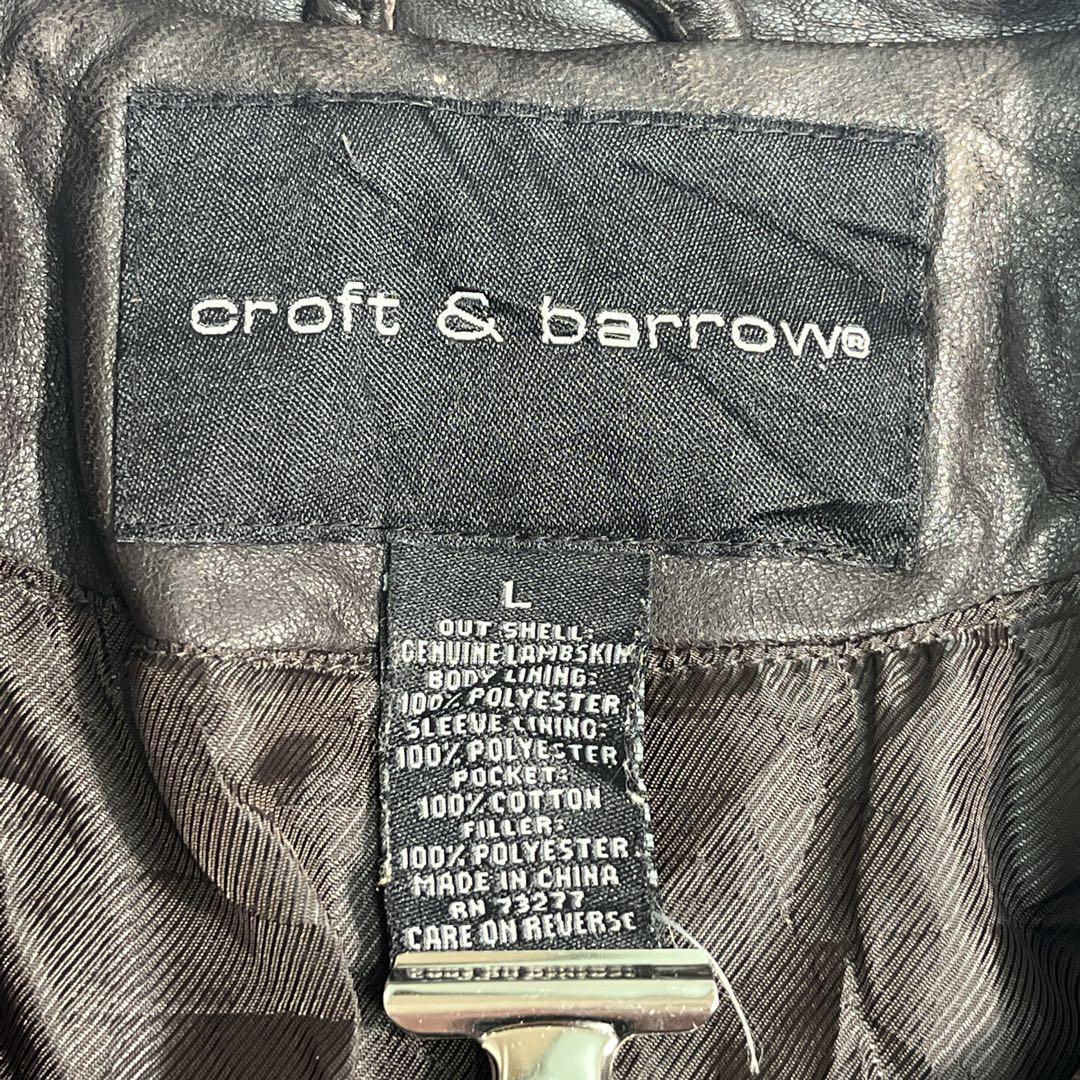 croft & barrow®
L
OUT SHELL:
GENUINE LAMBSKIN
BODY LINING:
100% POLYESTER
SLEEVE LINING:
100% POLYESTER
POCKET:
100% COTTON
FILLER:
100% POLYESTER
MADE IN CHINA
RN 73277
CARE ON REVERSE